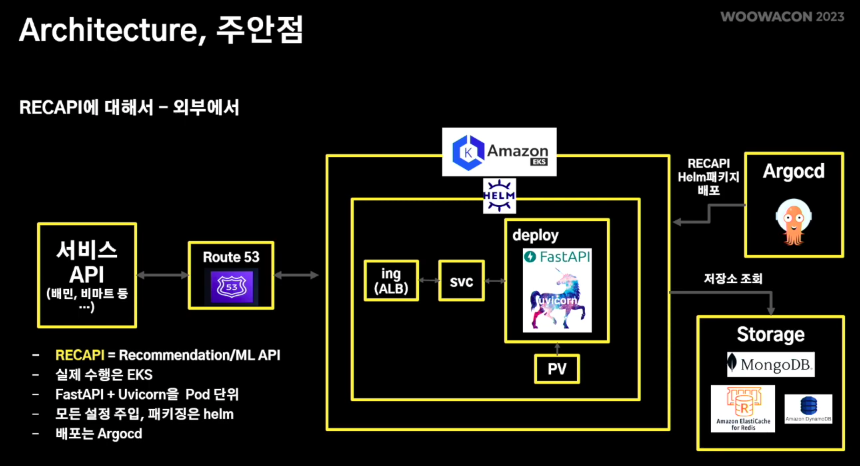 Architecture, 주안점
WOOWACON 2023
RECAPI에 대해서 – 외부에서
Amazon
EKS
HELM
RECAPI
Helm패키지
배포
Argocd
서비스
API
(배민, 비마트 등
…)
Route 53
53
ing
(ALB)
svc
deploy
FastAPI
uvicorn
PV
저장소 조회
Storage
MongoDB.
Amazon ElastiCache
for Redis
Amazon DynamoDB
- RECAPI = Recommendation/ML API
- 실제 수행은 EKS
- FastAPI + Uvicorn을 Pod 단위
- 모든 설정 주입, 패키징은 helm
- 배포는 Argocd